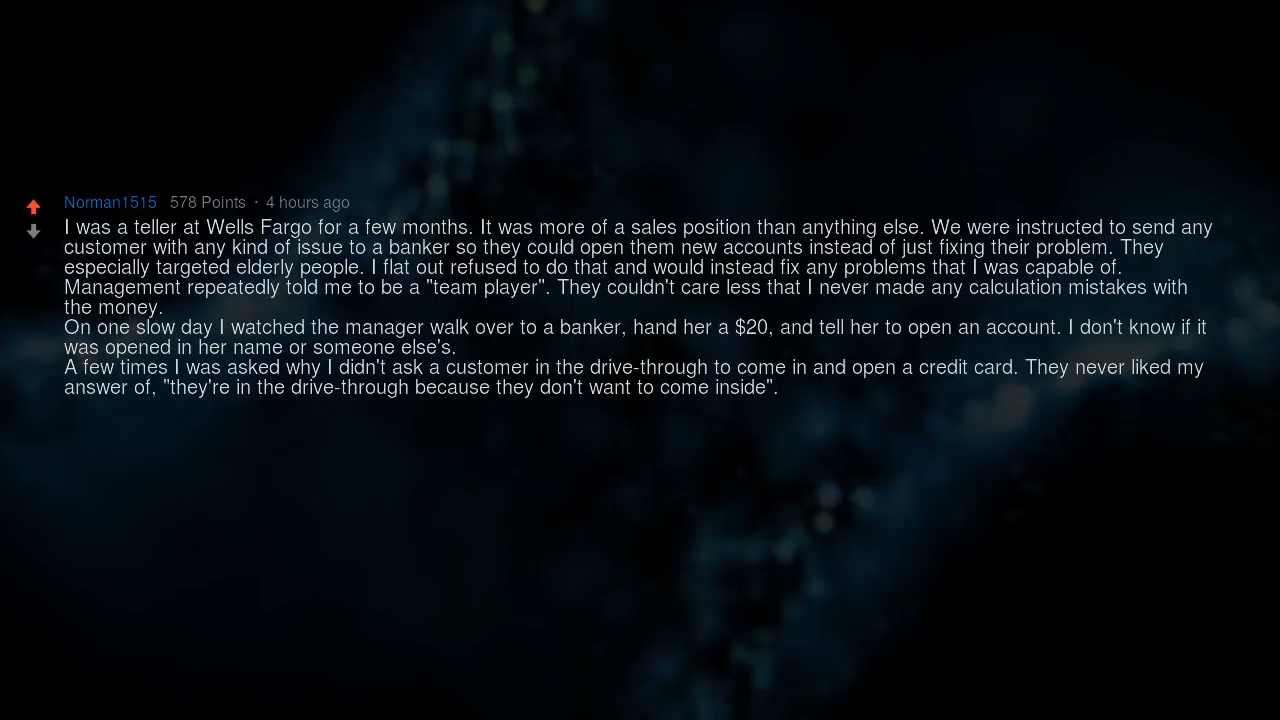 Norman1515 578 Points · 4 hours ago
I was a teller at Wells Fargo for a few months. It was more of a sales position than anything else. We were instructed to send any
customer with any kind of issue to a banker so they could open them new accounts instead of just fixing their problem. They
especially targeted elderly people. I flat out refused to do that and would instead fix any problems that I was capable of.
Management repeatedly told me to be a "team player". They couldn't care less that I never made any calculation mistakes with
the money.
On one slow day I watched the manager walk over to a banker, hand her a $20, and tell her to open an account. I don't know if it
was opened in her name or someone else's.
A few times I was asked why I didn't ask a customer in the drive-through to come in and open a credit card. They never liked my
answer of, "they're in the drive-through because they don't want to come inside".